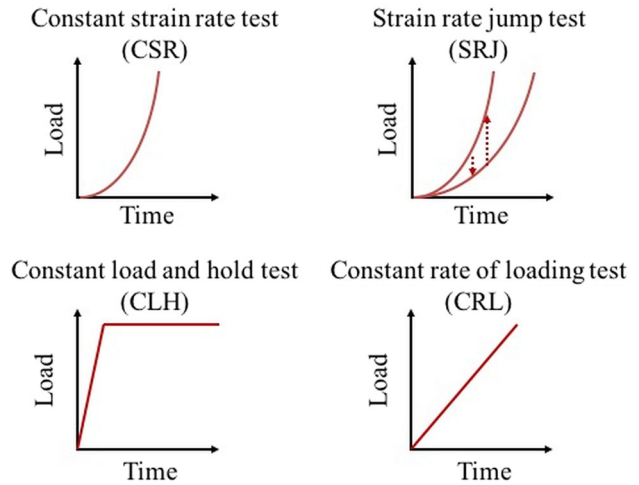 Constant strain rate test
(CSR)
Load
Time
Strain rate jump test
(SRJ)
Load
Time
Constant load and hold test
(CLH)
Load
Time
Constant rate of loading test
(CRL)
Load
Time